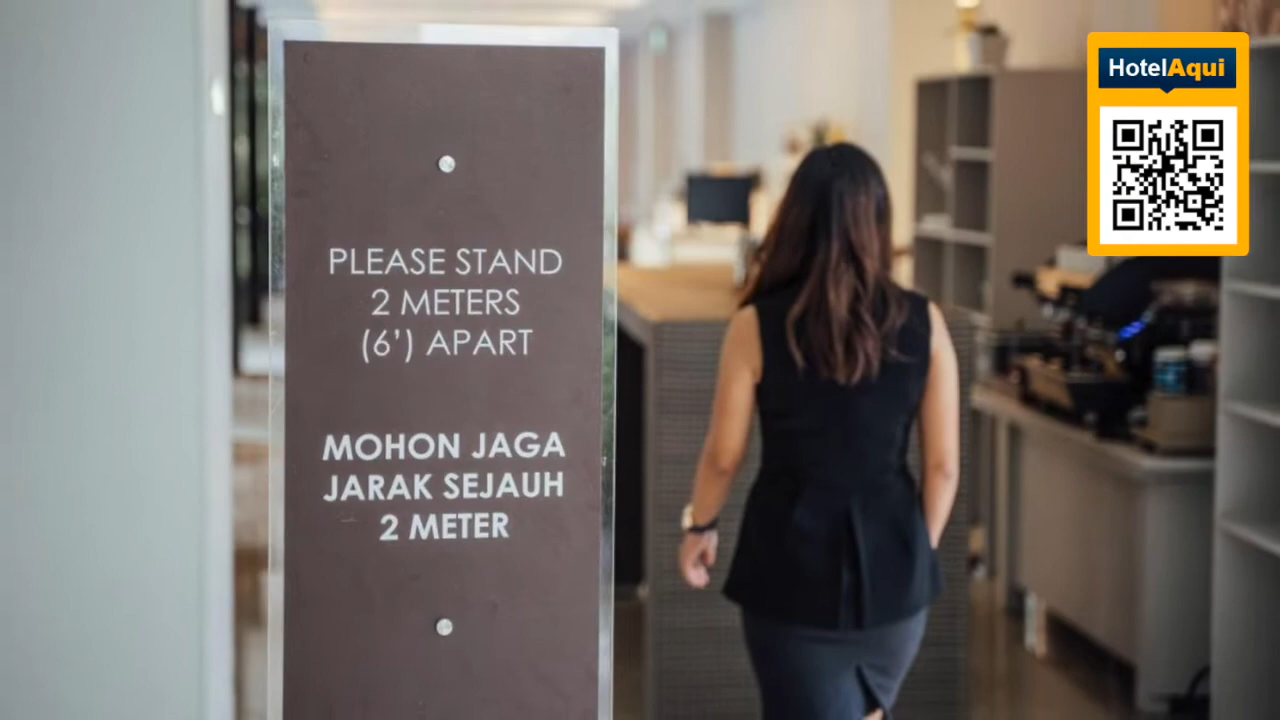 PLEASE STAND
2 METERS
(6') APART
MOHON JAGA
JARAK SEJAUH
2 METER
HotelAqui